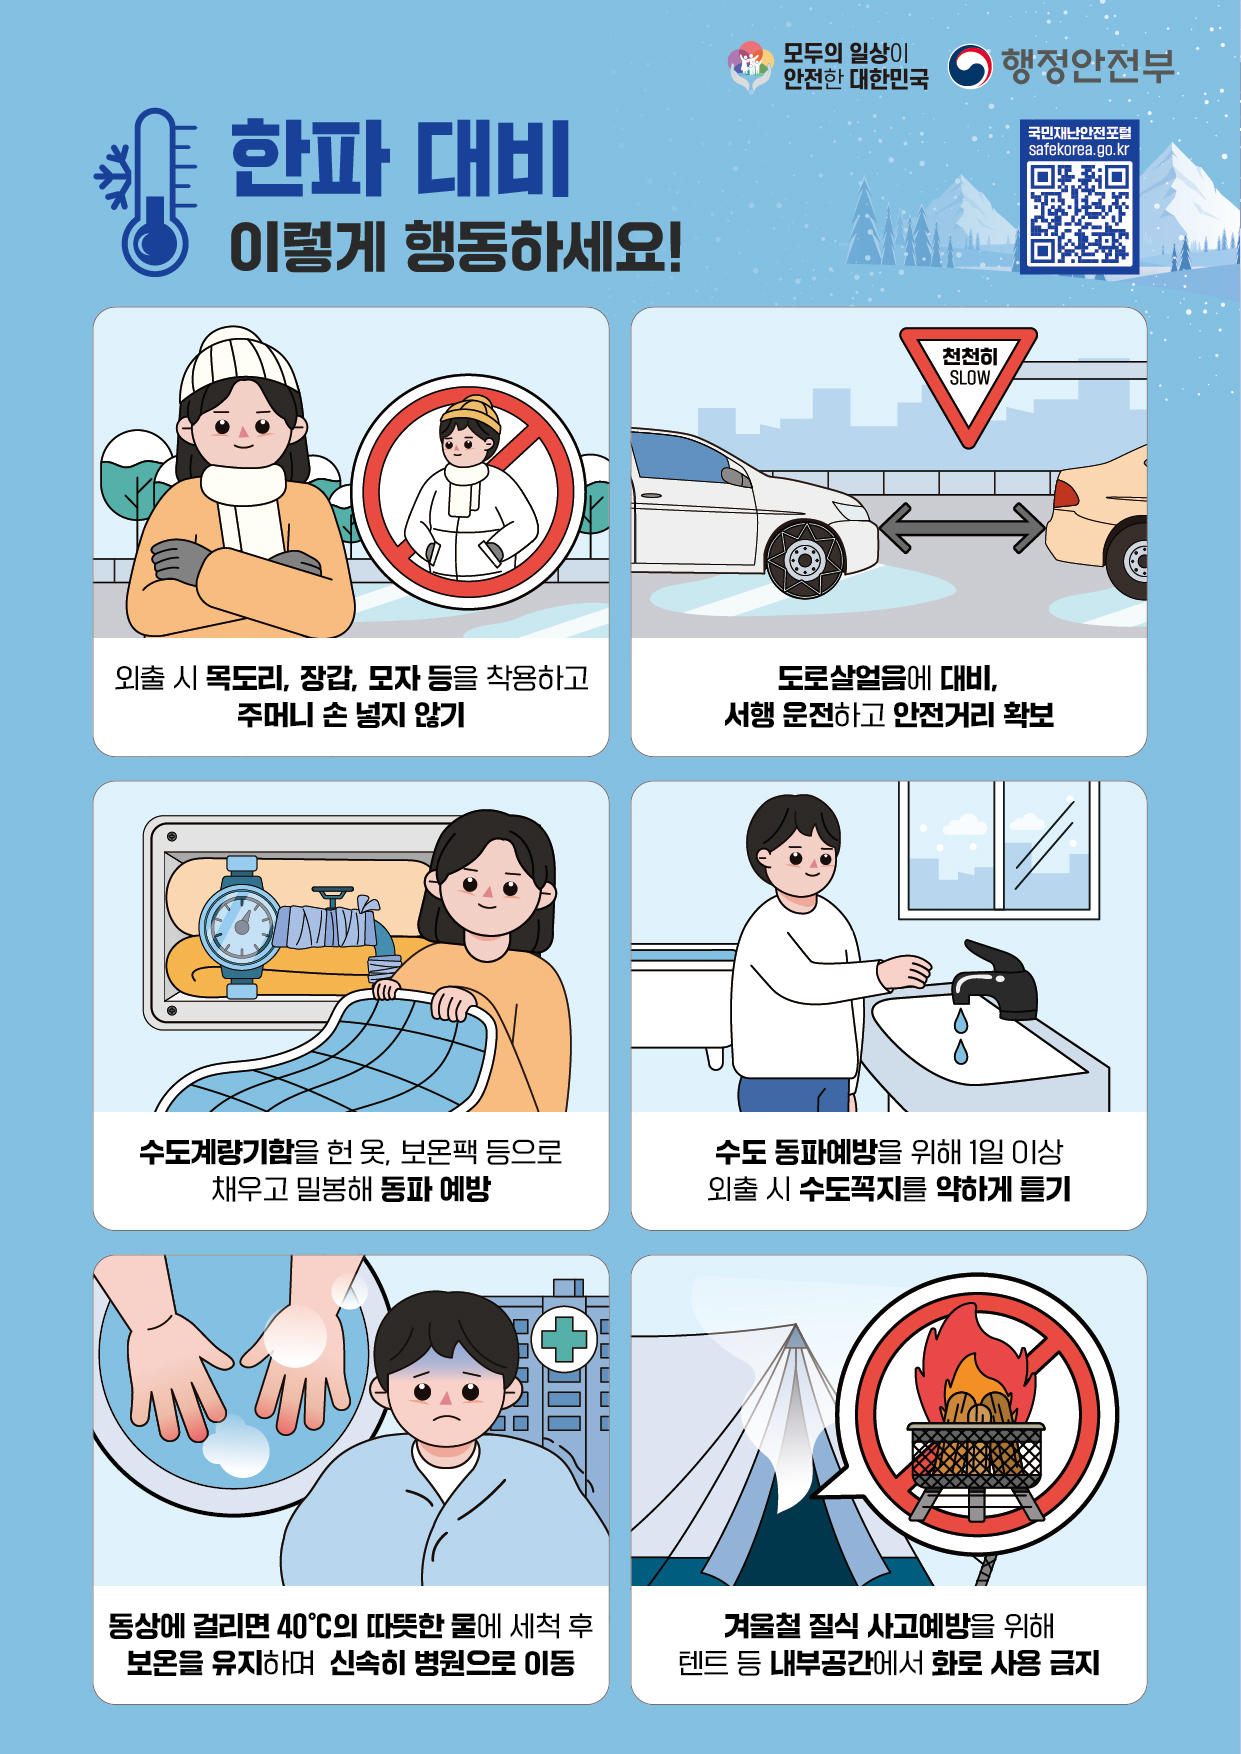 모두의 일상이
안전한 대한민국
행정안전부
국민재난안전포털
safekorea.go.kr
한파 대비
이렇게 행동하세요!
천천히
SLOW
외출 시 목도리, 장갑, 모자 등을 착용하고
주머니 손 넣지 않기
도로살얼음에 대비,
서행 운전하고 안전거리 확보
수도계량기함을 헌 옷, 보온팩 등으로
채우고 밀봉해 동파 예방
수도 동파예방을 위해 1일 이상
외출 시 수도꼭지를 약하게 틀기
동상에 걸리면 40℃의 따뜻한 물에 세척 후
보온을 유지하며 신속히 병원으로 이동
겨울철 질식 사고예방을 위해
텐트 등 내부공간에서 화로 사용 금지